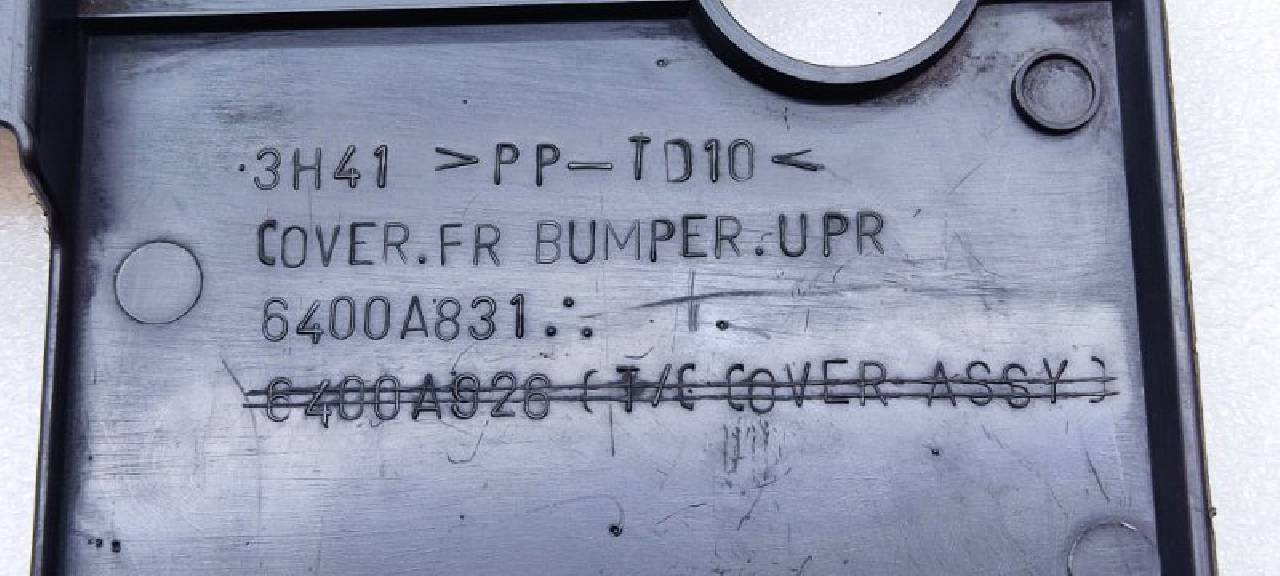 3H41 >PP-TD10<
COVER.FR BUMPER.UPR
6400A831
6400A926 (T/C COVER ASSY)